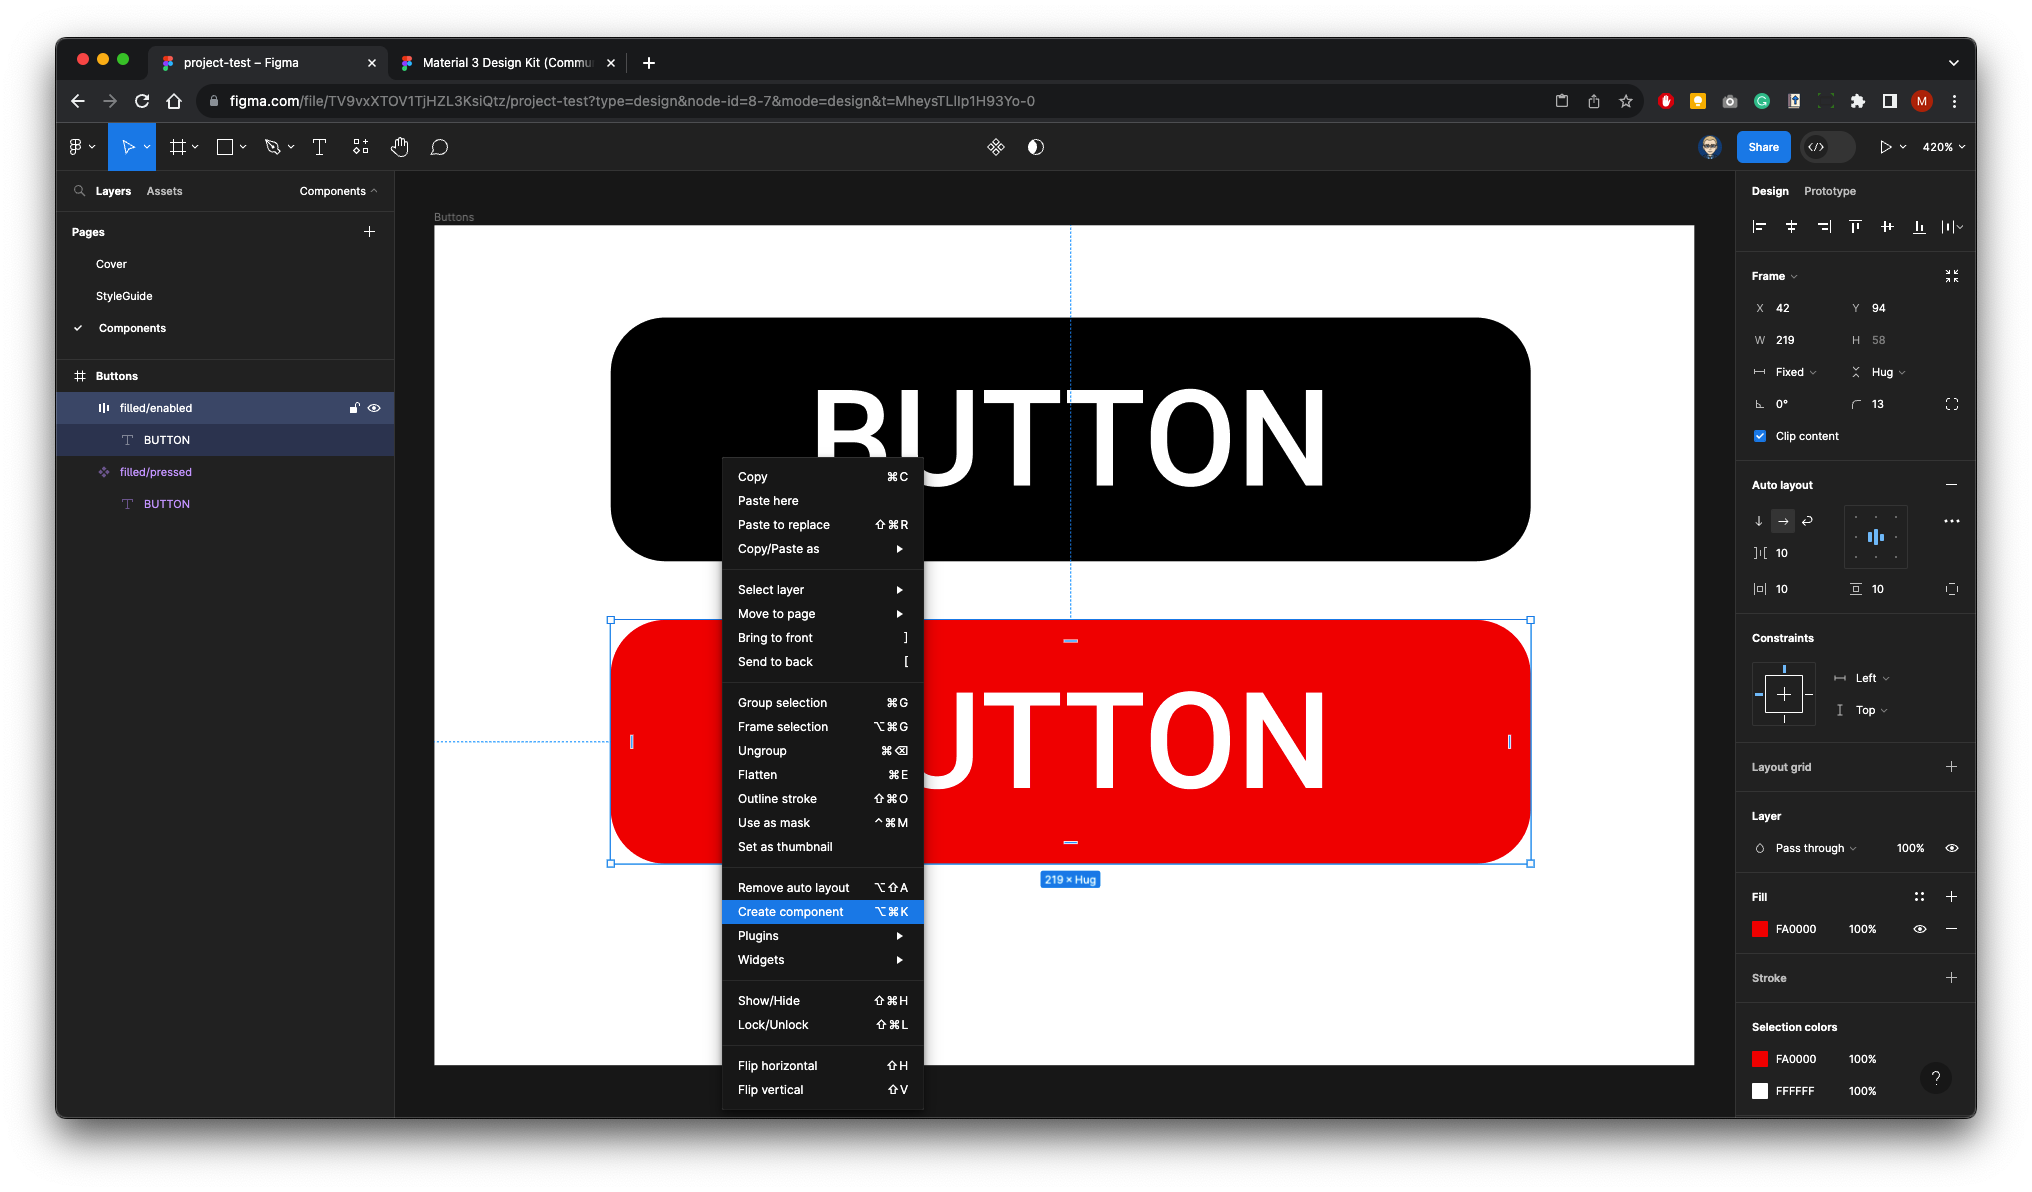 project-test – Figma
Material 3 Design Kit (Commu
figma.com/file/TV9vxXTOV1TjHZL3KsiQtz/project-test?type=design&node-id=8-7&mode=design&t=MheysTLlIp1H93Yo-0
M
Share
420%
Layers
Assets
Components
Pages
Cover
StyleGuide
Components
Buttons
filled/enabled
BUTTON
filled/pressed
BUTTON
Buttons
BUTTON
UTTON
219 × Hug
Copy ⌘C
Paste here
Paste to replace ⇧⌘R
Copy/Paste as
Select layer
Move to page
Bring to front ]
Send to back [
Group selection ⌘G
Frame selection ⌥⌘G
Ungroup ⌘⌫
Flatten ⌘E
Outline stroke ⇧⌘O
Use as mask ^⌘M
Set as thumbnail
Remove auto layout ⌥⇧A
Create component ⌥⌘K
Plugins
Widgets
Show/Hide ⇧⌘H
Lock/Unlock ⇧⌘L
Flip horizontal ⇧H
Flip vertical ⇧V
Design
Prototype
Frame
X 42 Y 94
W 219 H 58
Fixed Hug
0° 13
Clip content
Auto layout
10
10 10
Constraints
Left
Top
Layout grid
Layer
Pass through 100%
Fill
FA0000 100%
Stroke
Selection colors
FA0000 100%
FFFFFF 100%
?